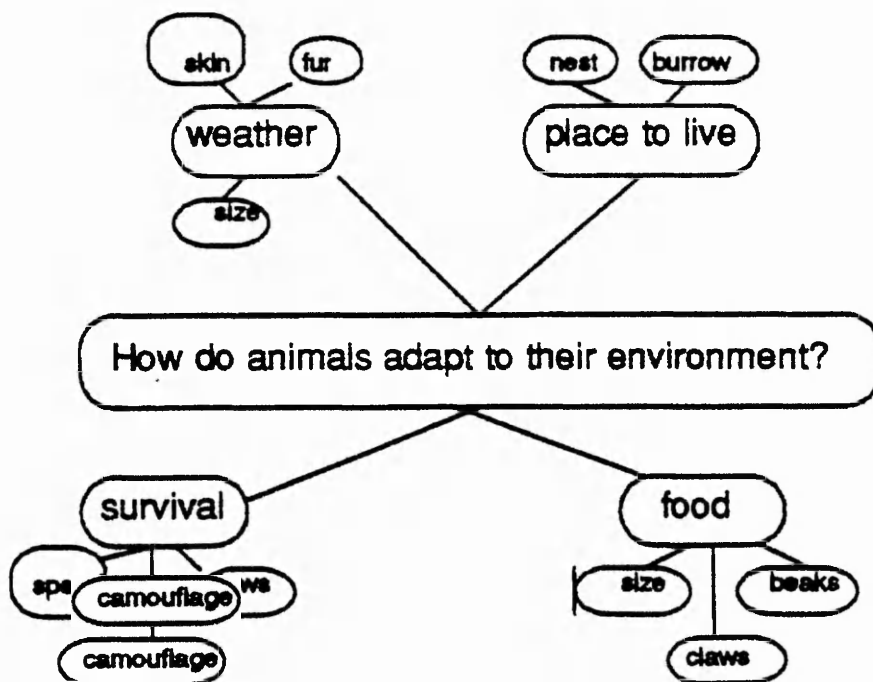 skin
fur
nest
burrow
weather
place to live
size
How do animals adapt to their environment?
survival
food
camouflage
size
beaks
camouflage
claws